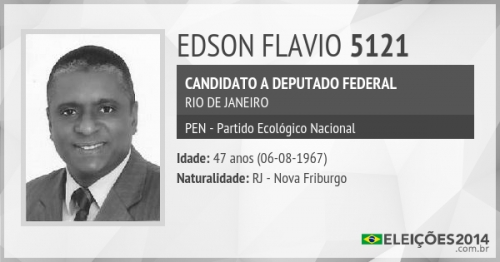 EDSON FLAVIO 5121
CANDIDATO A DEPUTADO FEDERAL
RIO DE JANEIRO
PEN - Partido Ecológico Nacional
Idade: 47 anos (06-08-1967)
Naturalidade: RJ - Nova Friburgo
ELEIÇÕES2014
.com.br